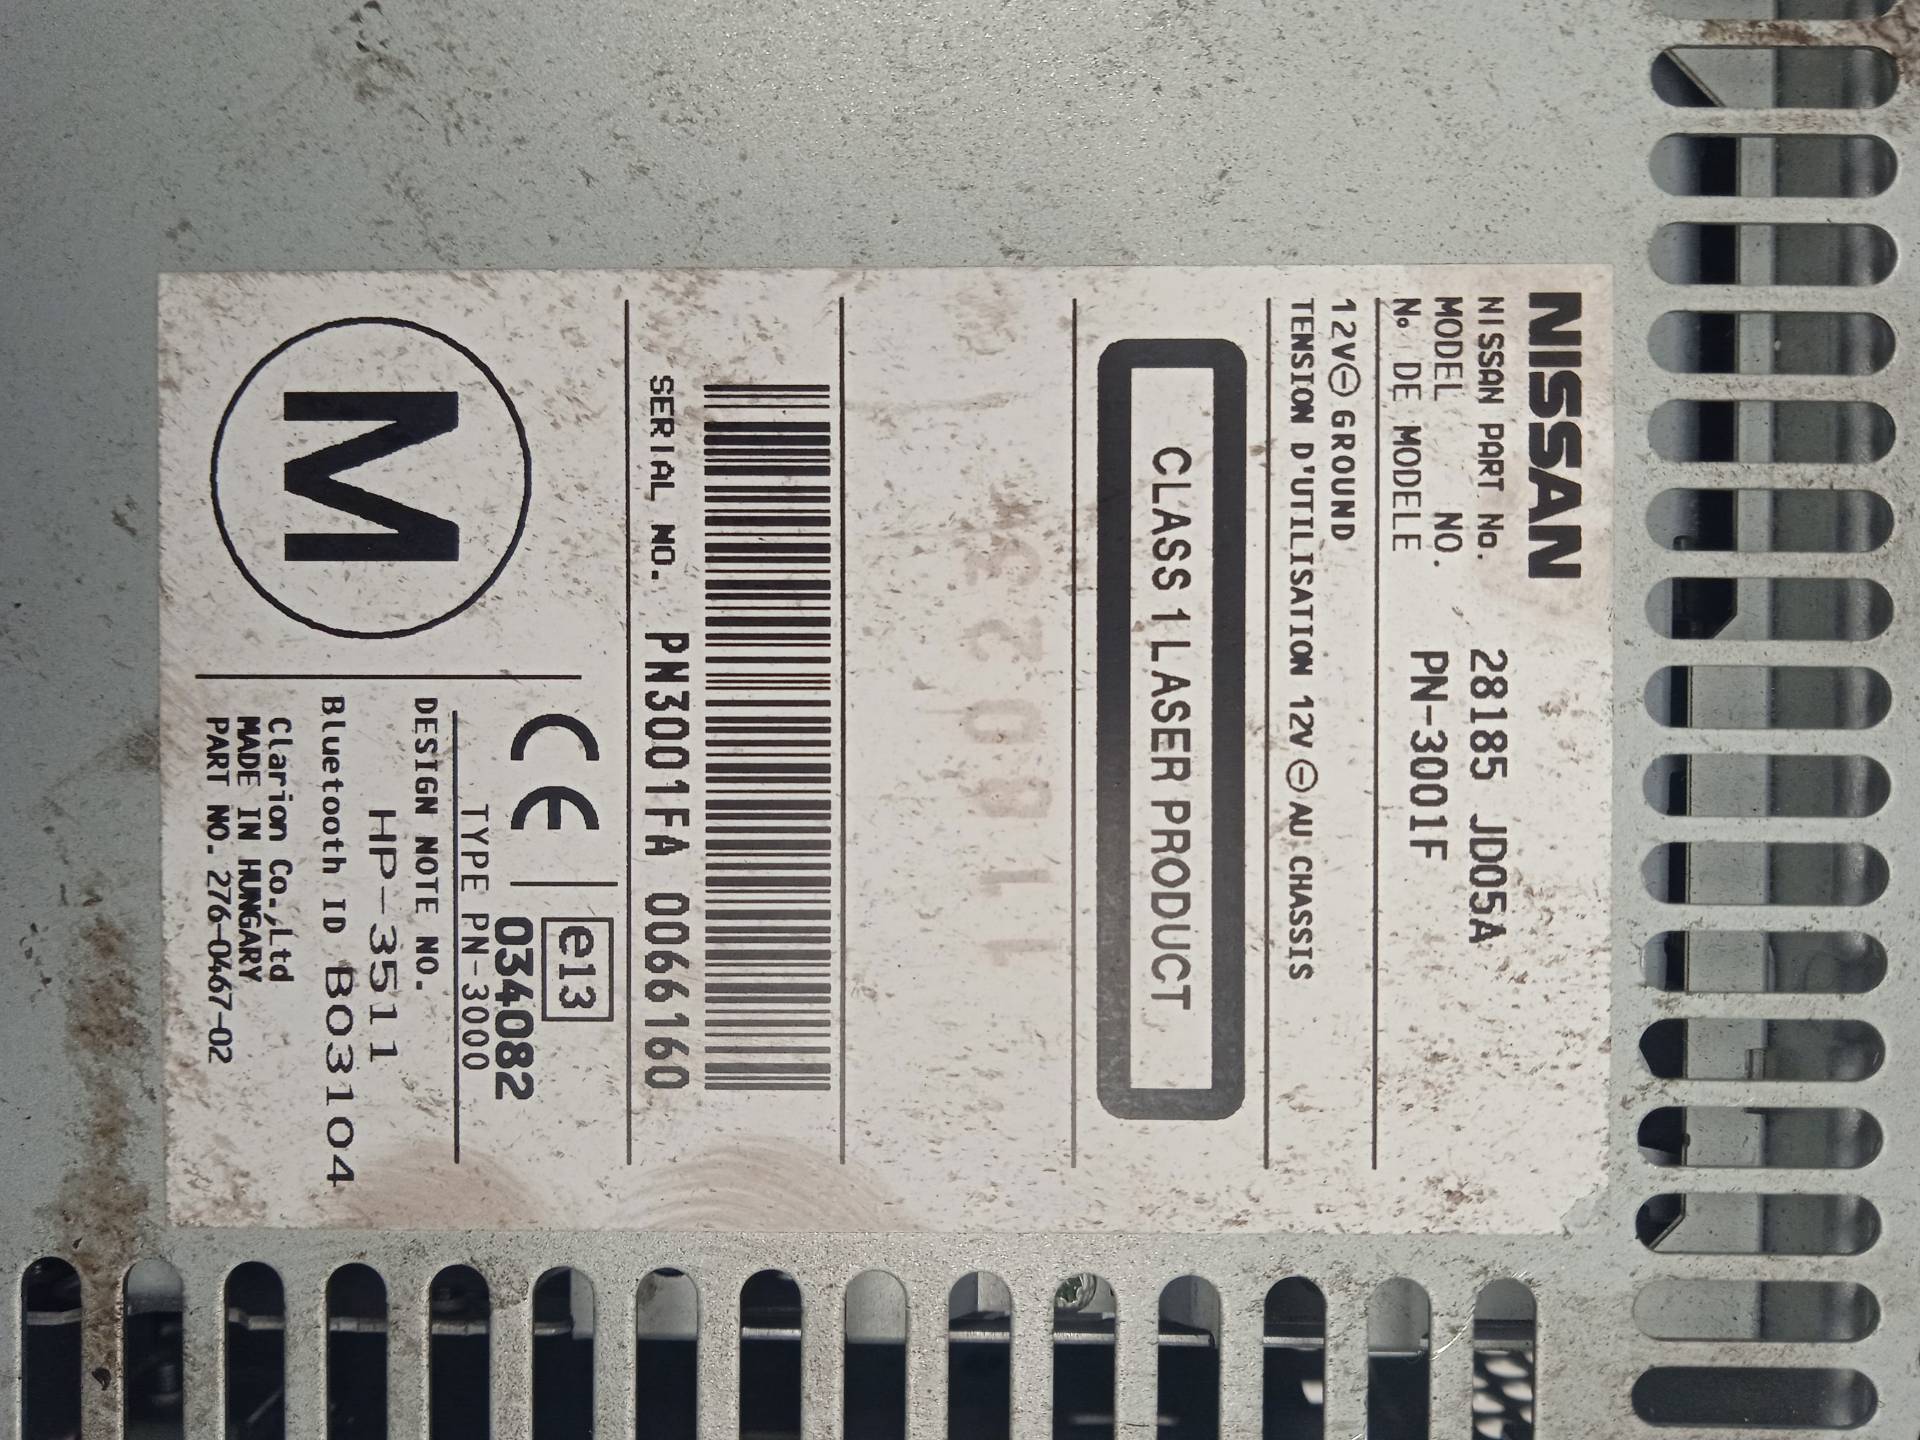 NISSAN
NISSAN PART No. 28185 JD05A
MODEL NO. PN-3001F
No. DE MODELE
12V⊖GROUND
TENSION D'UTILISATION 12V⊖AU CHASSIS
CLASS 1 LASER PRODUCT
SERIAL NO. PN3001FA 0066160
M
CE
e13
034082
TYPE PN-3000
DESIGN NOTE NO.
HP-3511
Bluetooth ID B03104
Clarion Co.,Ltd
MADE IN HUNGARY
PART NO. 276-0467-02